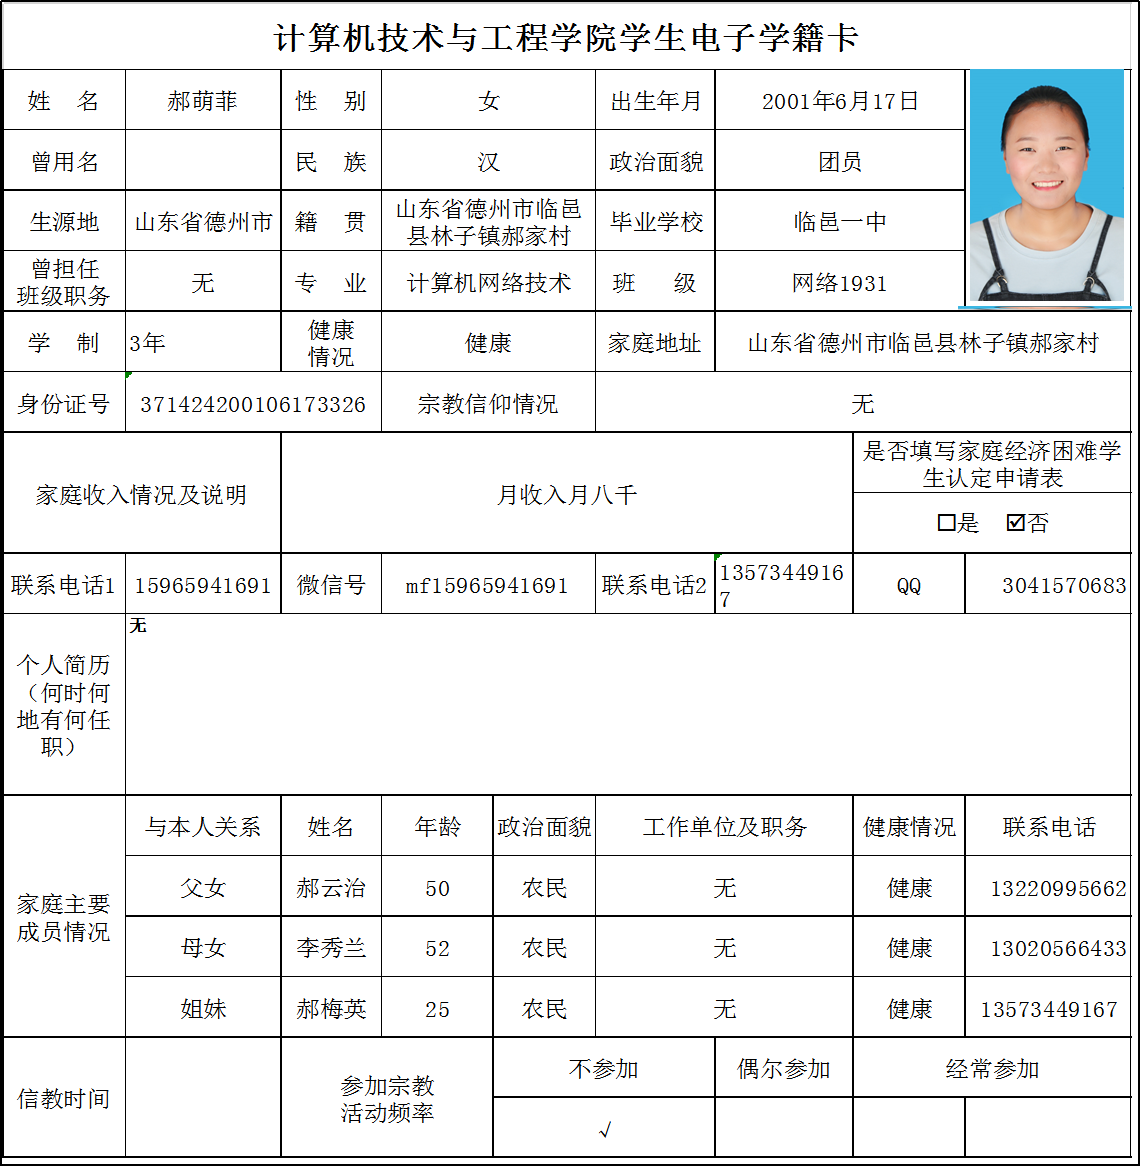 计算机技术与工程学院学生电子学籍卡
姓 名 郝萌菲 性 别 女 出生年月 2001年6月17日
曾用名 民 族 汉 政治面貌 团员
生源地 山东省德州市 籍 贯 山东省德州市临邑
县林子镇郝家村 毕业学校 临邑一中
曾担任
班级职务 无 专 业 计算机网络技术 班 级 网络1931
学 制 3年 健康
情况 健康 家庭地址 山东省德州市临邑县林子镇郝家村
身份证号 371424200106173326 宗教信仰情况 无
家庭收入情况及说明 月收入月八千 是否填写家庭经济困难学
生认定申请表
☐是 ☑否
联系电话1 15965941691 微信号 mf15965941691 联系电话2 1357344916
7 QQ 3041570683
个人简历
（何时何
地有何任
职） 无
家庭主要
成员情况 与本人关系 姓名 年龄 政治面貌 工作单位及职务 健康情况 联系电话
父女 郝云治 50 农民 无 健康 13220995662
母女 李秀兰 52 农民 无 健康 13020566433
姐妹 郝梅英 25 农民 无 健康 13573449167
信教时间 参加宗教
活动频率 不参加 偶尔参加 经常参加
√